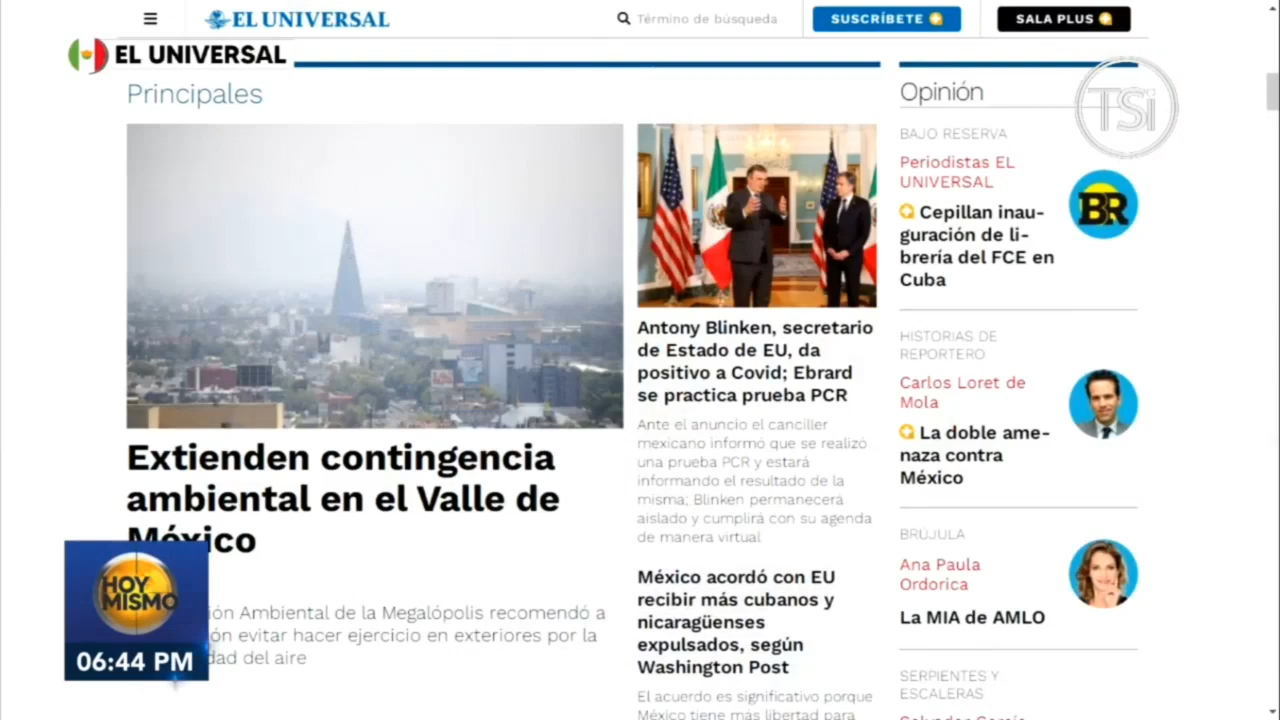 EL UNIVERSAL
Término de búsqueda
SUSCRÍBETE
SALA PLUS
EL UNIVERSAL
Principales
Extienden contingencia
ambiental en el Valle de
México
ión Ambiental de la Megalópolis recomendó a
ón evitar hacer ejercicio en exteriores por la
dad del aire
Antony Blinken, secretario
de Estado de EU, da
positivo a Covid; Ebrard
se practica prueba PCR
Ante el anuncio el canciller
mexicano informó que se realizó
una prueba PCR y estará
informando el resultado de la
misma; Blinken permanecerá
aislado y cumplirá con su agenda
de manera virtual
México acordó con EU
recibir más cubanos y
nicaragüenses
expulsados, según
Washington Post
El acuerdo es significativo porque
México tiene más libertad para
Opinión
TSi
BAJO RESERVA
Periodistas EL
UNIVERSAL
Cepillan inau-
guración de li-
brería del FCE en
Cuba
BR
HISTORIAS DE
REPORTERO
Carlos Loret de
Mola
La doble ame-
naza contra
México
BRÚJULA
Ana Paula
Ordorica
La MIA de AMLO
SERPIENTES Y
ESCALERAS
Salvador García
HOY
MISMO
06:44 PM